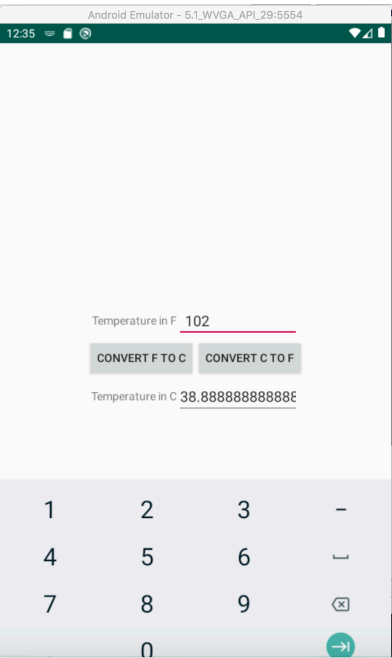 Android Emulator - 5.1_WVGA_API_29:5554
12:35
Temperature in F 102
CONVERT F TO C CONVERT C TO F
Temperature in C 38.888888888888
1 2 3 -
4 5 6
7 8 9
0